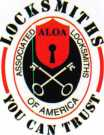 LOCKSMITHS
ALOA
ASSOCIATED LOCKSMITHS
OF AMERICA
YOU CAN TRUST